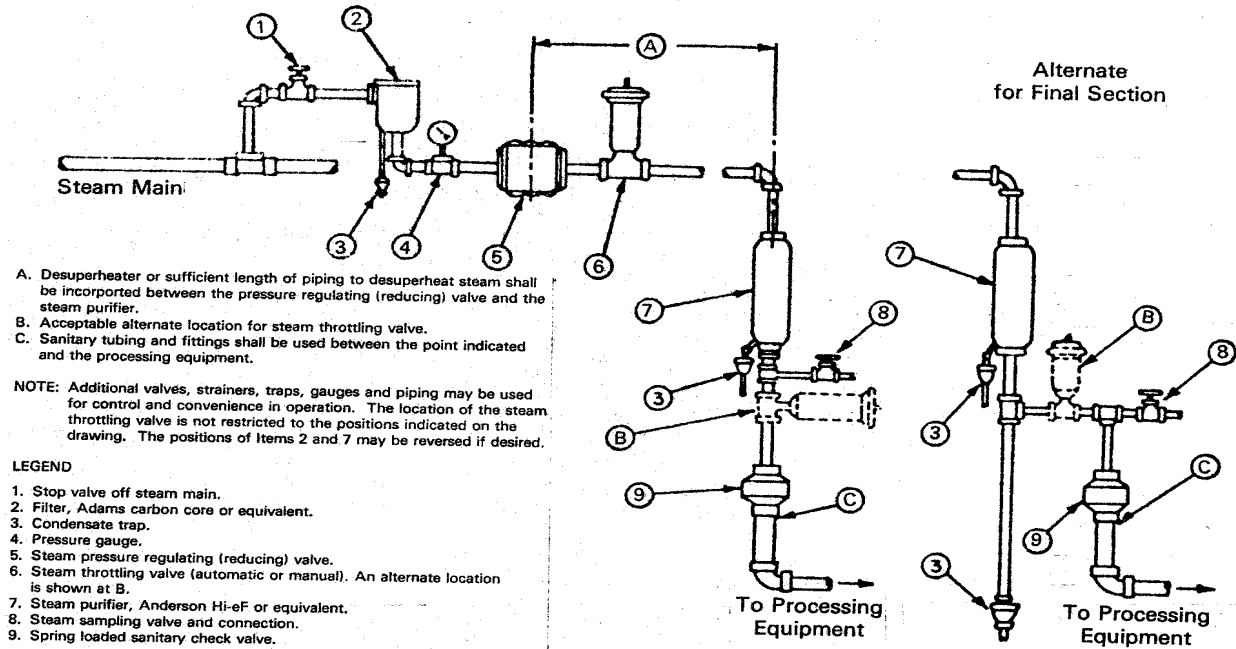 1
2
A
Alternate
for Final Section
Steam Main
3
4
5
6
7
8
3
B
9
C
To Processing
Equipment
7
B
8
3
C
9
3
To Processing
Equipment
A. Desuperheater or sufficient length of piping to desuperheat steam shall
be incorported between the pressure regulating (reducing) valve and the
steam purifier.
B. Acceptable alternate location for steam throttling valve.
C. Sanitary tubing and fittings shall be used between the point indicated
and the processing equipment.
NOTE: Additional valves, strainers, traps, gauges and piping may be used
for control and convenience in operation. The location of the steam
throttling valve is not restricted to the positions indicated on the
drawing. The positions of Items 2 and 7 may be reversed if desired.
LEGEND
1. Stop valve off steam main.
2. Filter, Adams carbon core or equivalent.
3. Condensate trap.
4. Pressure gauge.
5. Steam pressure regulating (reducing) valve.
6. Steam throttling valve (automatic or manual). An alternate location
is shown at B.
7. Steam purifier, Anderson Hi-eF or equivalent.
8. Steam sampling valve and connection.
9. Spring loaded sanitary check valve.